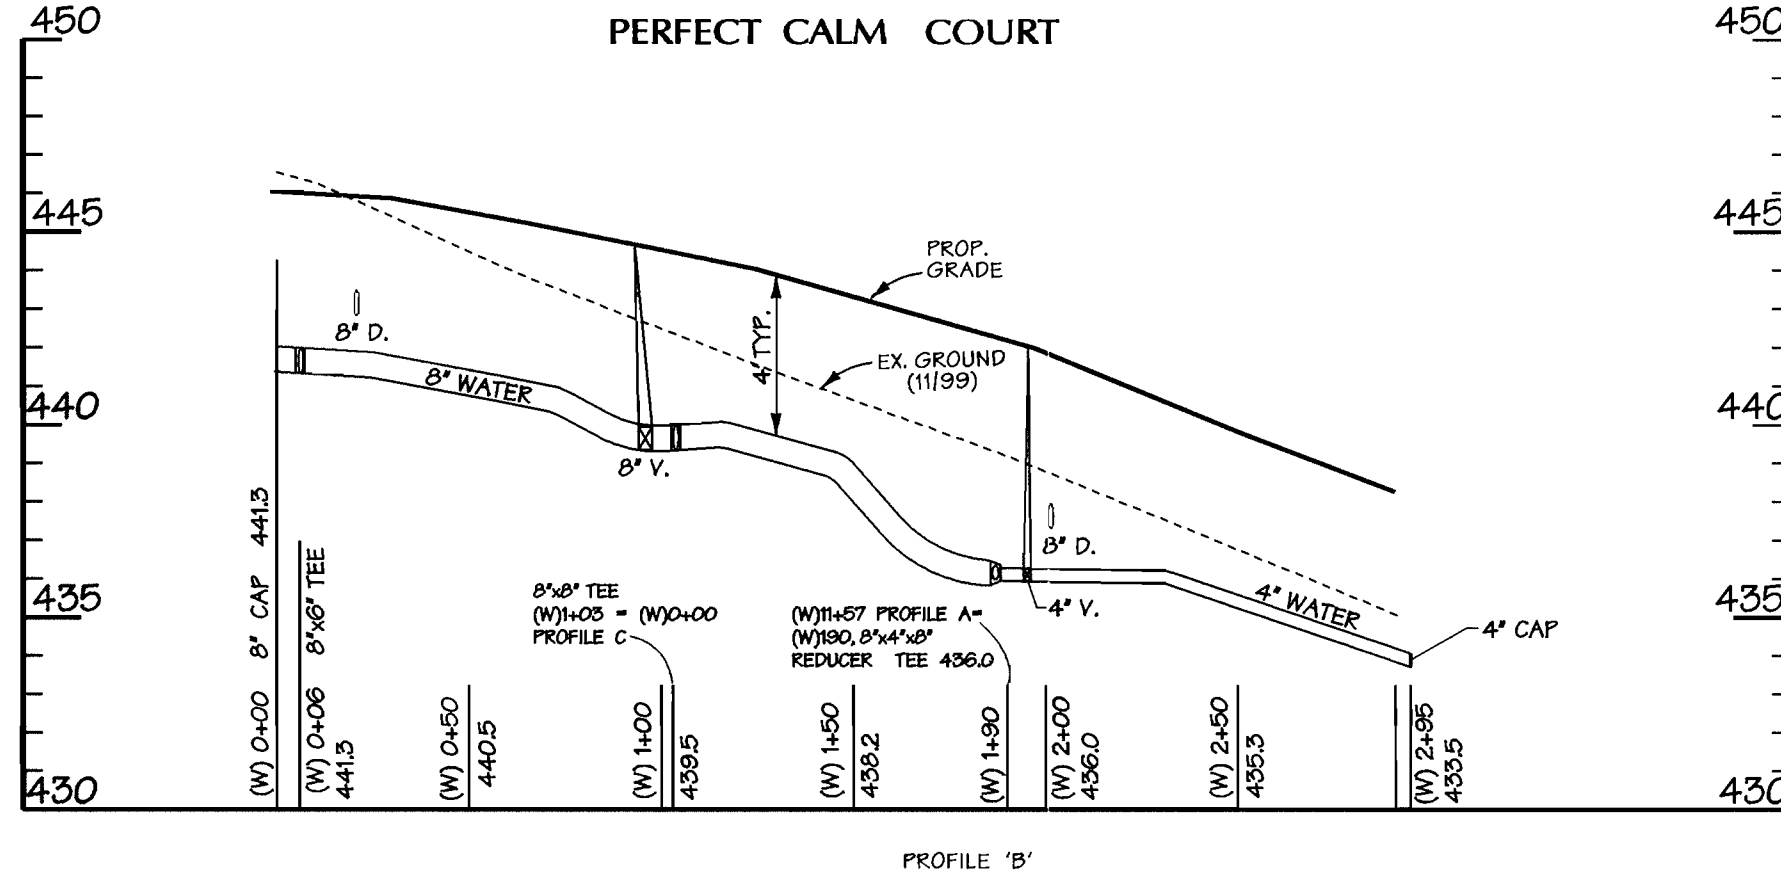 PERFECT CALM COURT
450
450
445
445
PROP.
GRADE
4' TYP.
8" D.
EX. GROUND
(11/99)
8" WATER
440
440
8" V.
8" D.
435
435
4" V.
4" WATER
4" CAP
8"x8" TEE
(W)1+03 = (W)0+00
PROFILE C
(W)11+57 PROFILE A=
(W)190, 8"x4"x8"
REDUCER TEE 436.0
(W) 0+00 8" CAP 441.3
(W) 0+06 8"x6" TEE
441.3
(W) 0+50
440.5
(W) 1+00
439.5
(W) 1+50
438.2
(W) 1+90
(W) 2+00
436.0
(W) 2+50
435.3
(W) 2+95
433.5
430
430
PROFILE 'B'